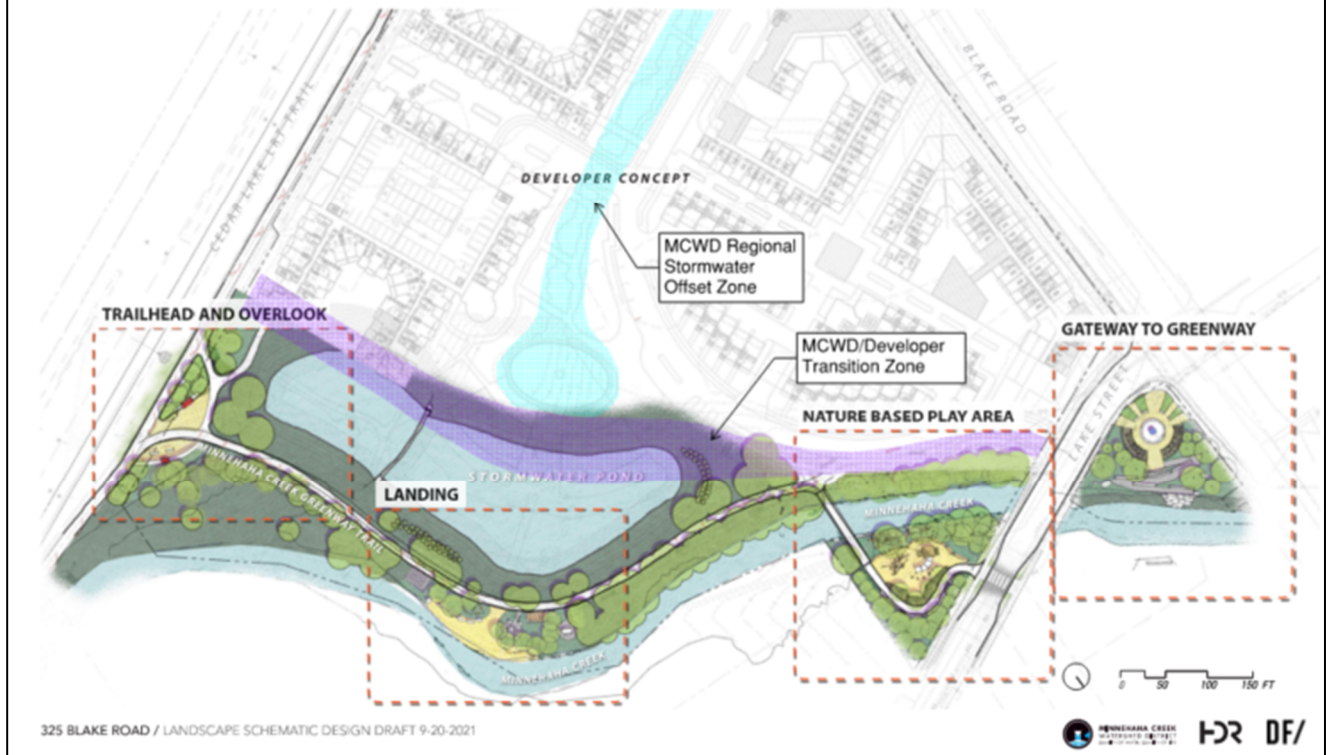 CEDAR LAKE LRT TRAIL
BLAKE ROAD
DEVELOPER CONCEPT
MCWD Regional
Stormwater
Offset Zone
TRAILHEAD AND OVERLOOK
MCWD/Developer
Transition Zone
GATEWAY TO GREENWAY
NATURE BASED PLAY AREA
LAKE STREET
MINNEHAHA CREEK GREENWAY TRAIL
STORMWATER POND
LANDING
MINNEHAHA CREEK
MINNEHAHA CREEK
0 50 100 150 FT
325 BLAKE ROAD / LANDSCAPE SCHEMATIC DESIGN DRAFT 9-20-2021
MINNEHAHA CREEK
WATERSHED DISTRICT
HDR
DF/